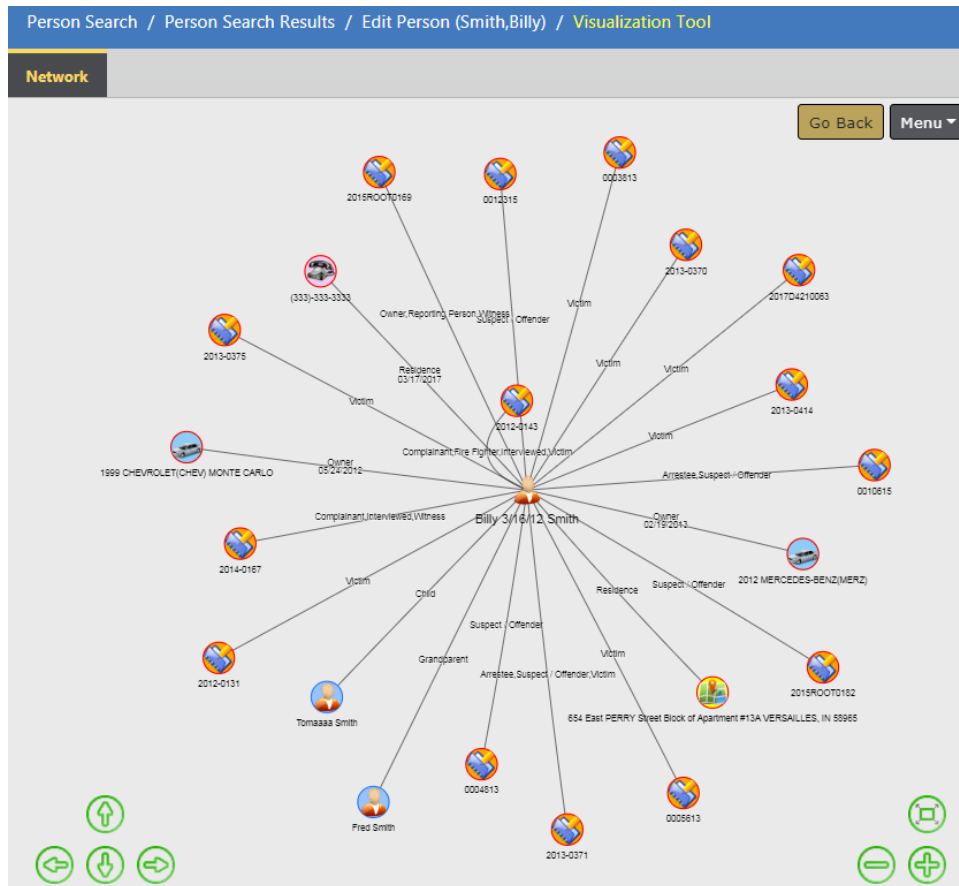 Person Search / Person Search Results / Edit Person (Smith,Billy) / Visualization Tool
Network
Go Back
Menu
0003813
2015ROOT0169
0012315
2013-0370
(333)-333-3333
2017D4210063
Victim
Owner,Reporting Person,Witness
Suspect / Offender
2013-0375
Victim
Victim
Residence
03/17/2017
Victim
2013-0414
2012-0143
Victim
Complainant,Fire Fighter,Interviewed,Victim
1999 CHEVROLET(CHEV) MONTE CARLO
Owner
05/24/2012
Arrestee,Suspect / Offender
0010615
Complainant,Interviewed,Witness
Billy 3/16/12 Smith
Owner
02/19/2013
2014-0167
2012 MERCEDES-BENZ(MERZ)
Victim
Child
Residence
Suspect / Offender
Suspect / Offender
2012-0131
Grandparent
Victim
Arrestee,Suspect / Offender,Victim
2015ROOT0182
Tomaaaa Smith
654 East PERRY Street Block of Apartment #13A VERSAILLES, IN 58965
0004813
0005613
Fred Smith
2013-0371